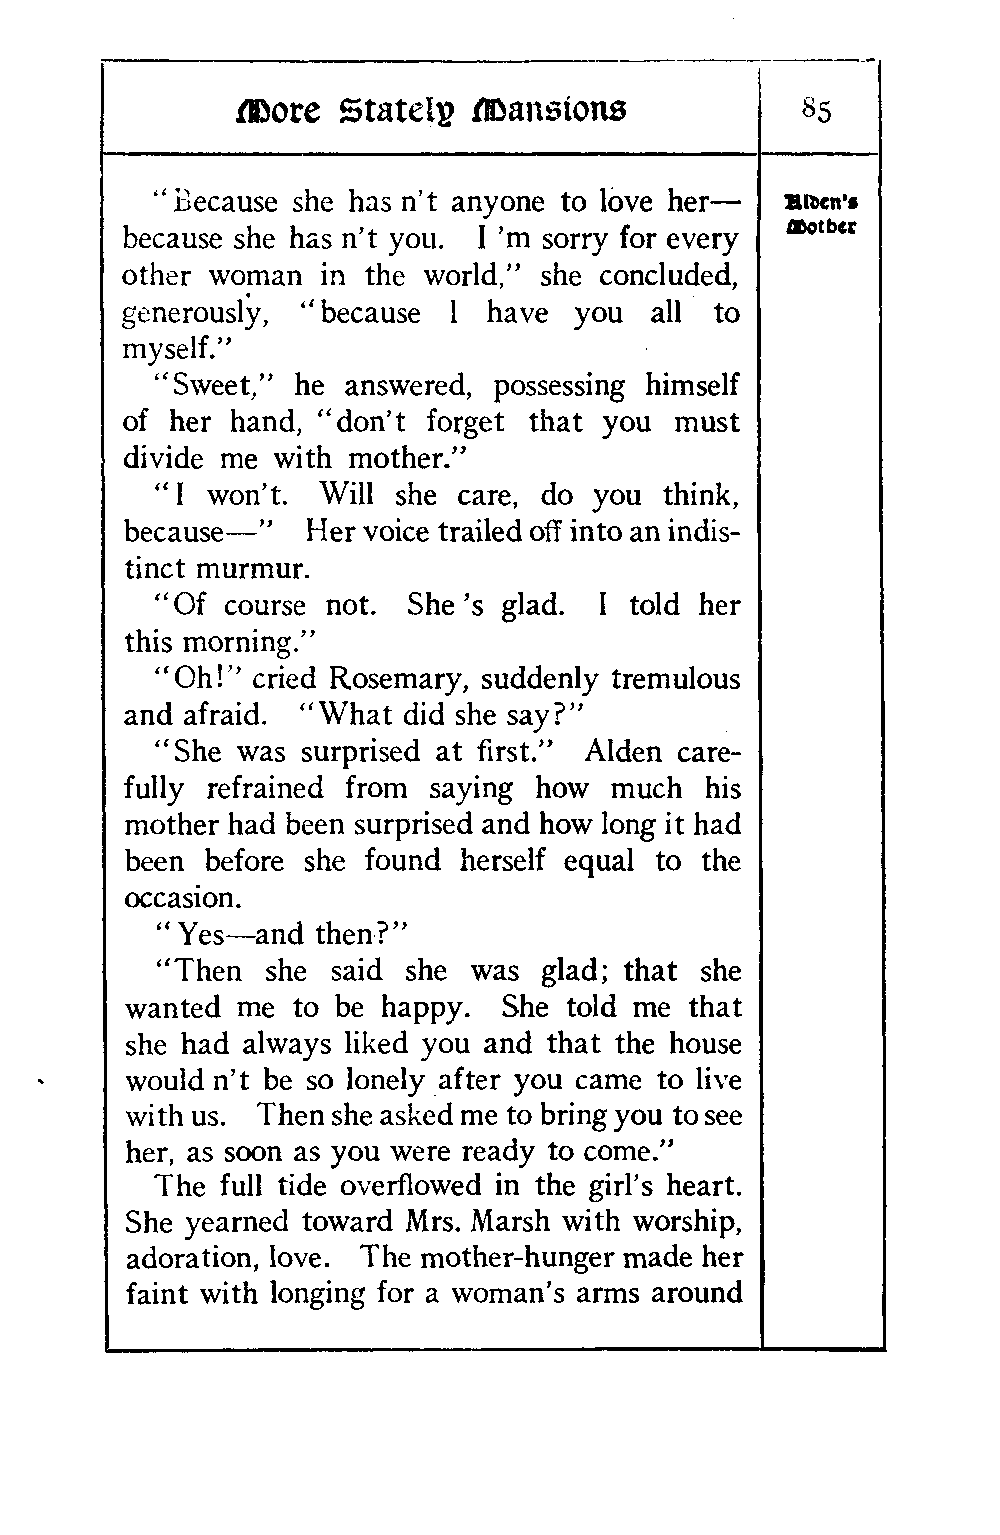 More Stately Mansions
85
Alden's
Mother
"Because she has n't anyone to love her—
because she has n't you. I 'm sorry for every
other woman in the world," she concluded,
generously, "because I have you all to
myself."
"Sweet," he answered, possessing himself
of her hand, "don't forget that you must
divide me with mother."
"I won't. Will she care, do you think,
because—" Her voice trailed off into an indis-
tinct murmur.
"Of course not. She 's glad. I told her
this morning."
"Oh!" cried Rosemary, suddenly tremulous
and afraid. "What did she say?"
"She was surprised at first." Alden care-
fully refrained from saying how much his
mother had been surprised and how long it had
been before she found herself equal to the
occasion.
"Yes—and then?"
"Then she said she was glad; that she
wanted me to be happy. She told me that
she had always liked you and that the house
would n't be so lonely after you came to live
with us. Then she asked me to bring you to see
her, as soon as you were ready to come."
The full tide overflowed in the girl's heart.
She yearned toward Mrs. Marsh with worship,
adoration, love. The mother-hunger made her
faint with longing for a woman's arms around